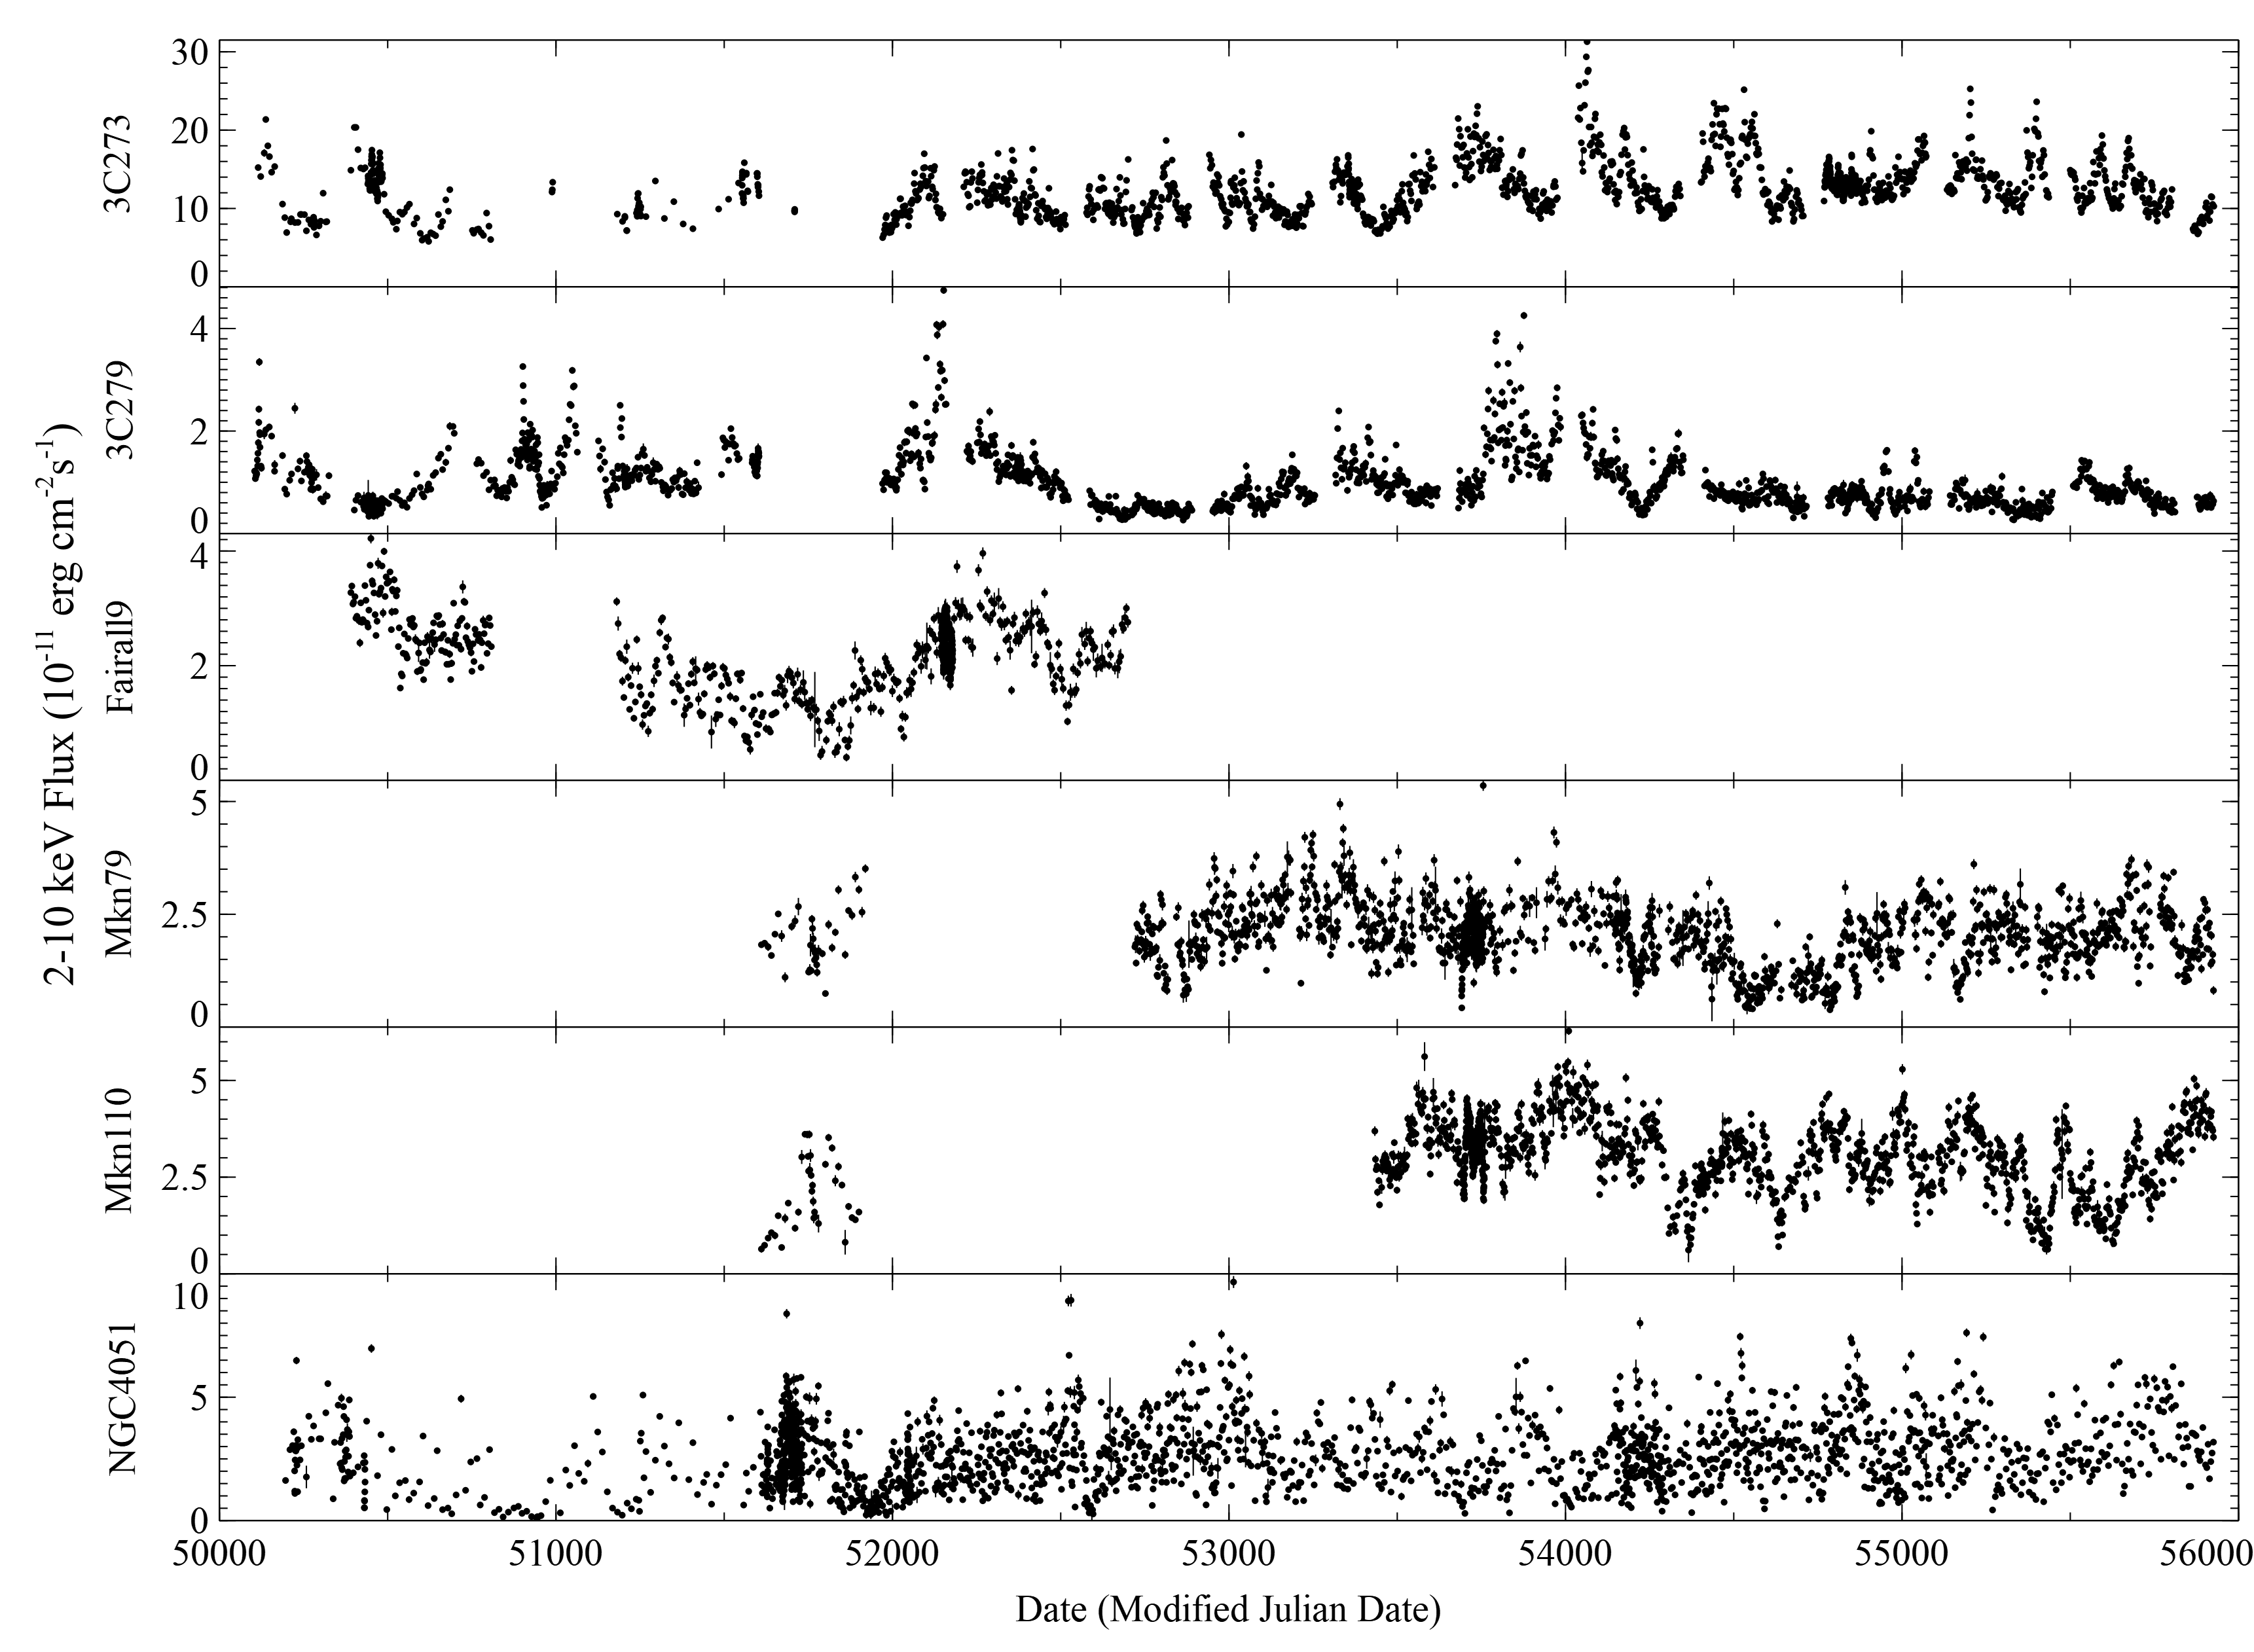 2-10 keV Flux (10-11 erg cm-2s-1)
3C273
30
20
10
0
3C279
4
2
0
Fairall9
4
2
0
Mkn79
5
2.5
0
Mkn110
5
2.5
0
NGC4051
10
5
0
50000 51000 52000 53000 54000 55000 56000
Date (Modified Julian Date)